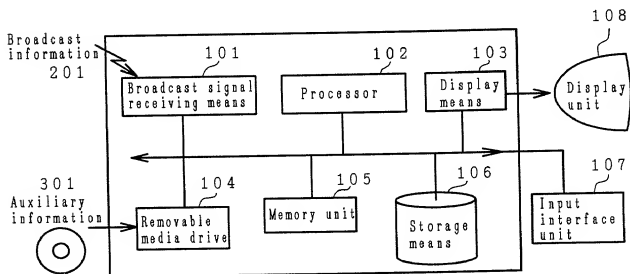 108
Broadcast
information
201
101
102
103
Broadcast signal
receiving means
Processor
Display
means
Display
unit
301
Auxiliary
information
104
105
106
107
Removable
media drive
Memory unit
Storage
means
Input
interface
unit